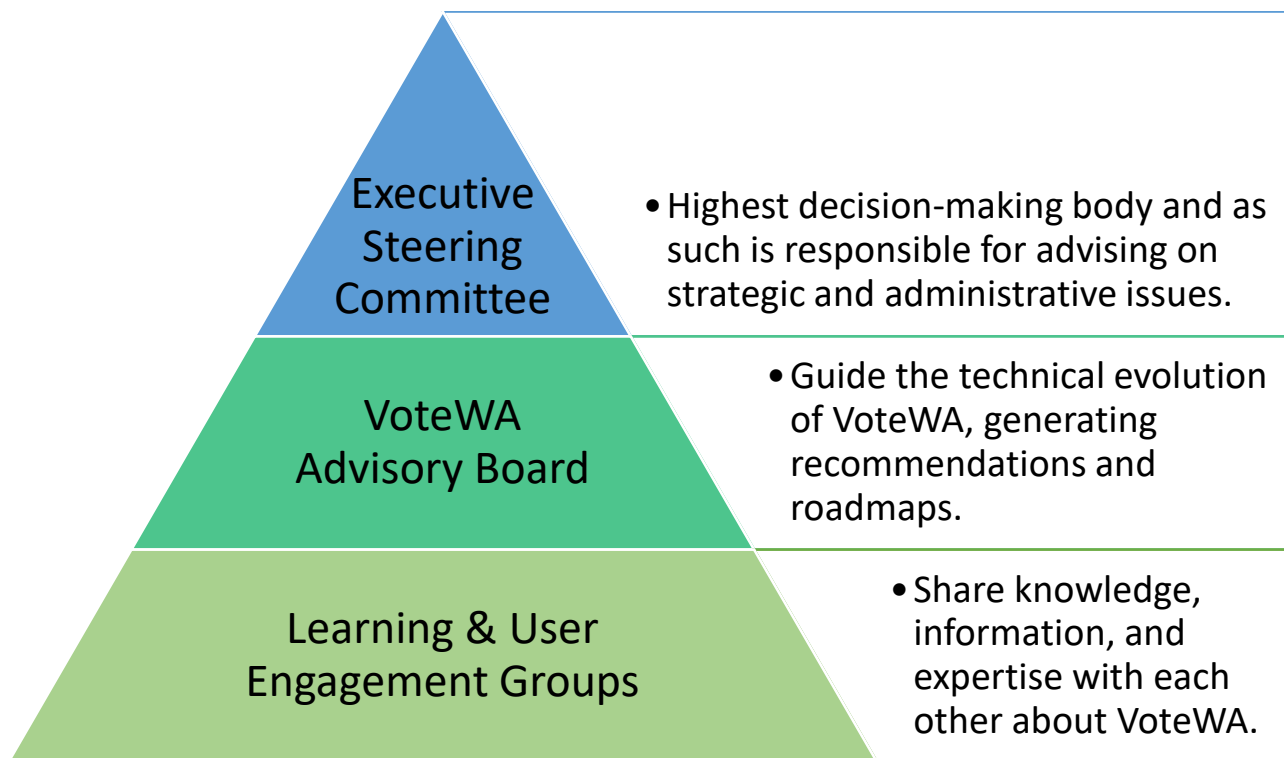 Executive
Steering
Committee
• Highest decision-making body and as
such is responsible for advising on
strategic and administrative issues.
VoteWA
Advisory Board
• Guide the technical evolution
of VoteWA, generating
recommendations and
roadmaps.
Learning & User
Engagement Groups
• Share knowledge,
information, and
expertise with each
other about VoteWA.